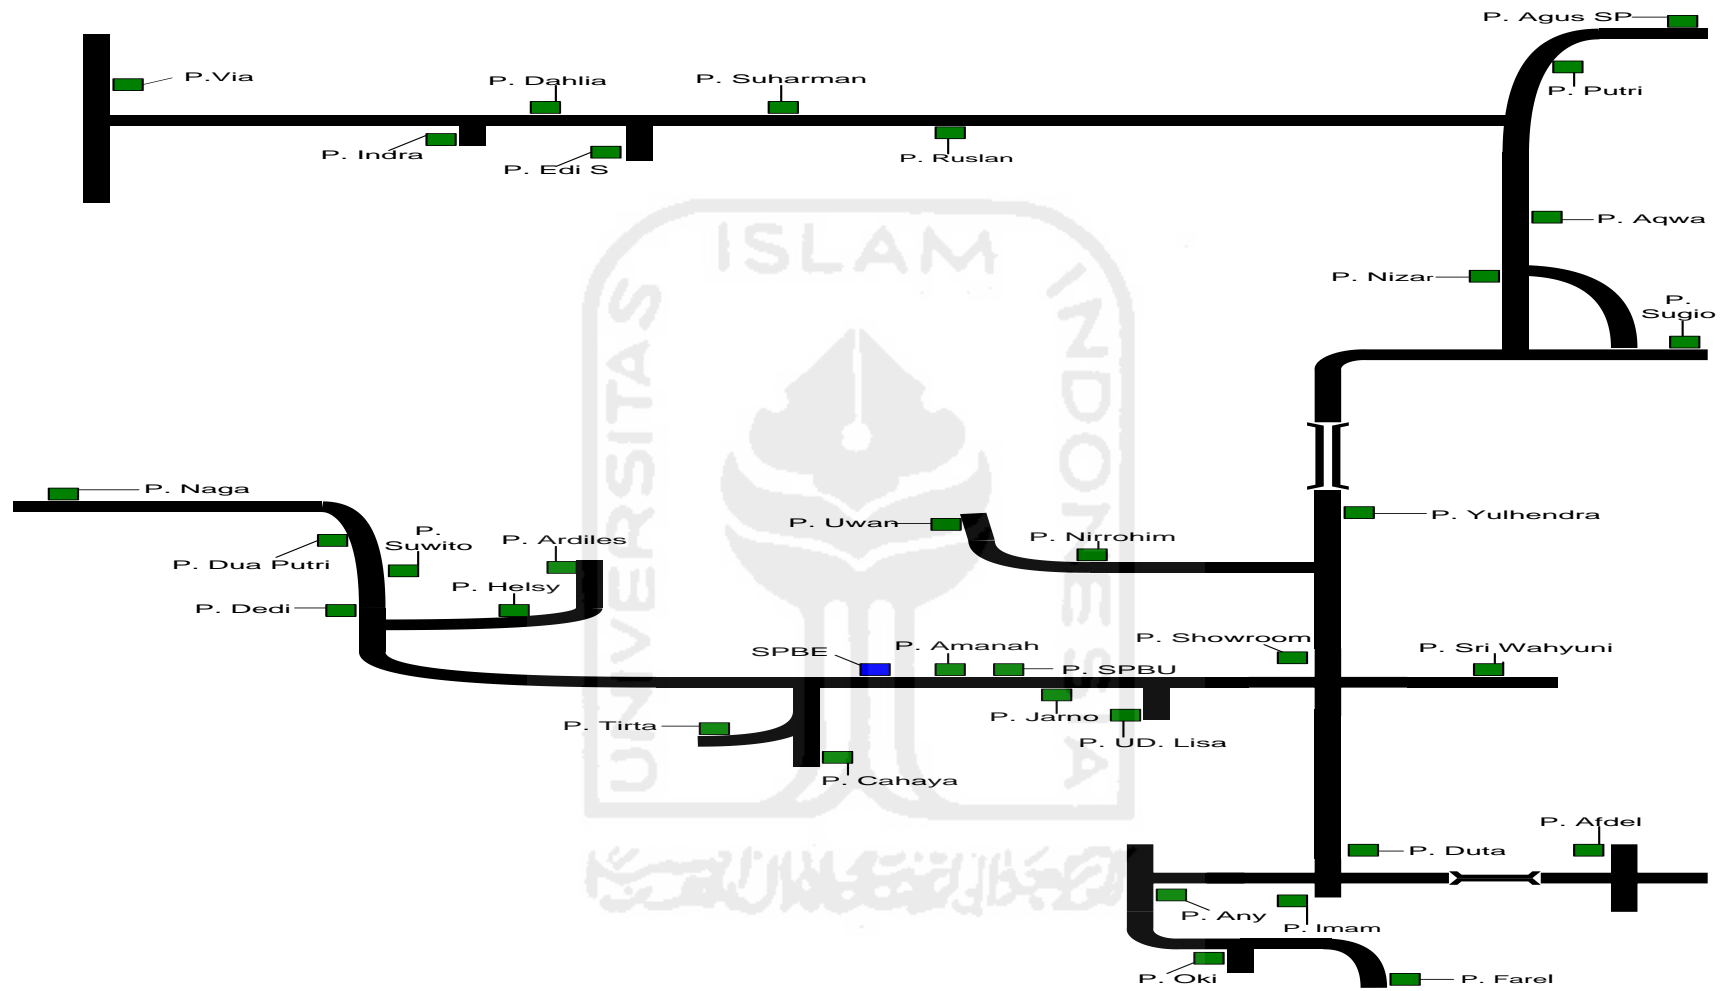 P. Agus SP
P.Via
P. Dahlia
P. Suharman
P. Putri
P. Indra
P. Edi S
P. Ruslan
P. Aqwa
P. Nizar
P.
Sugio
ISLAM
UNIVERSITAS
INDONESIA
P. Naga
P. Uwan
P. Yulhendra
P.
Suwito
P. Ardiles
P. Nirrohim
P. Dua Putri
P. Helsy
P. Dedi
SPBE
P. Amanah
P. Showroom
P. Sri Wahyuni
P. SPBU
P. Tirta
P. Jarno
P. UD. Lisa
P. Cahaya
P. Afdel
P. Duta
P. Any
P. Imam
P. Oki
P. Farel